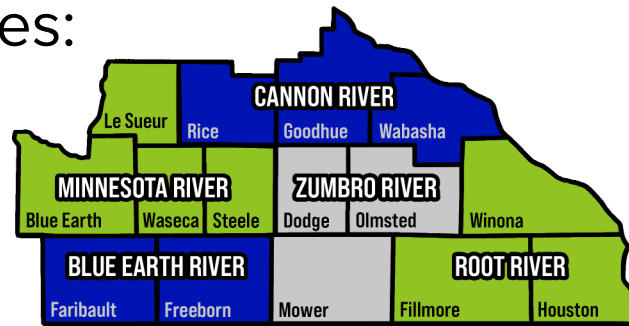 es:
CANNON RIVER
Le Sueur
Rice
Goodhue
Wabasha
MINNESOTA RIVER
ZUMBRO RIVER
Blue Earth
Waseca
Steele
Dodge
Olmsted
Winona
BLUE EARTH RIVER
ROOT RIVER
Faribault
Freeborn
Mower
Fillmore
Houston